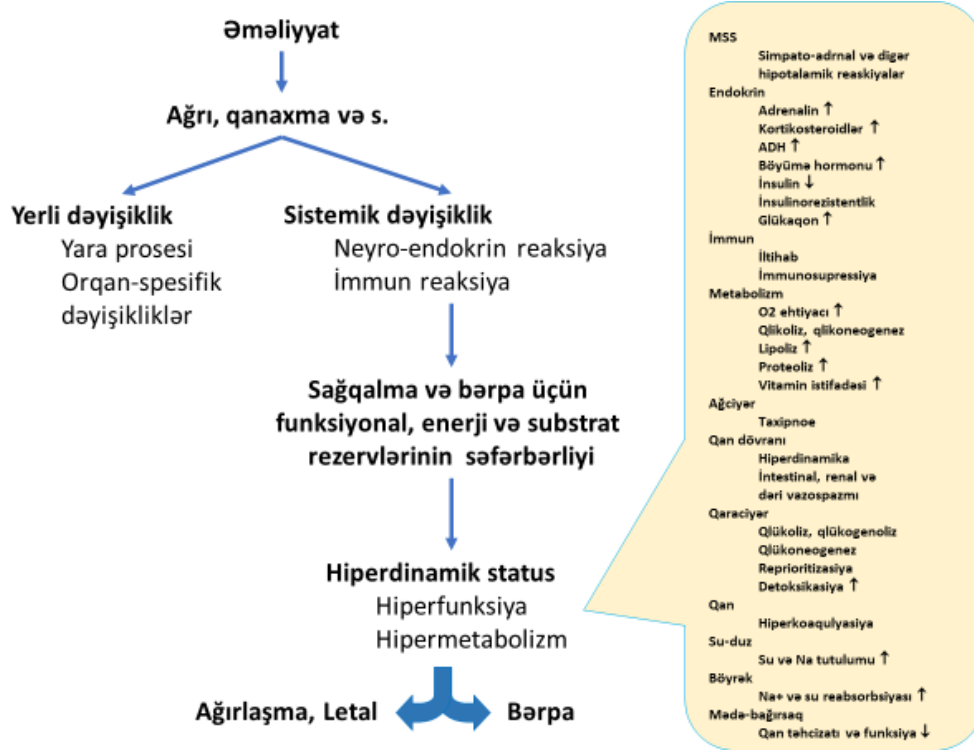 Əməliyyat
Ağrı, qanaxma və s.
Yerli dəyişiklik
Yara prosesi
Orqan-spesifik
dəyişikliklər
Sistemik dəyişiklik
Neyro-endokrin reaksiya
İmmun reaksiya
Sağqalma və bərpa üçün
funksiyonal, enerji və substrat
rezervlərinin səfərbərliyi
Hiperdinamik status
Hiperfunksiya
Hipermetabolizm
Ağırlaşma, Letal
Bərpa
MSS
Simpato-adrnal və digər
hipotalamik reaskiyalar
Endokrin
Adrenalin ↑
Kortikosteroidlər ↑
ADH ↑
Böyümə hormonu ↑
İnsulin ↓
İnsulinorezistentlik
Glükaqon ↑
İmmun
İltihab
İmmunosupressiya
Metabolizm
O2 ehtiyacı ↑
Qlikoliz, qlikoneogenez
Lipoliz ↑
Proteoliz ↑
Vitamin istifadəsi ↑
Ağciyər
Taxipnoe
Qan dövranı
Hiperdinamika
İntestinal, renal və
dəri vazospazmı
Qaraciyər
Qlükoliz, qlükogenoliz
Qlükoneogenez
Reprioritizasiya
Detoksikasiya ↑
Qan
Hiperkoaqulyasiya
Su-duz
Su və Na tutulumu ↑
Böyrək
Na+ və su reabsorbsiyası ↑
Mədə-bağırsaq
Qan təhcizatı və funksiya ↓